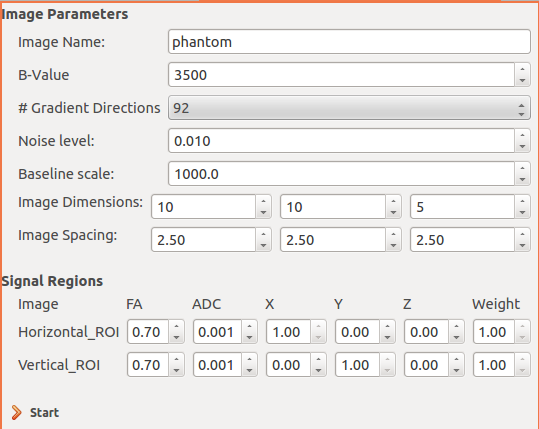 Image Parameters
Image Name: phantom
B-Value 3500
# Gradient Directions 92
Noise level: 0.010
Baseline scale: 1000.0
Image Dimensions: 10 10 5
Image Spacing: 2.50 2.50 2.50
Signal Regions
Image FA ADC X Y Z Weight
Horizontal_ROI 0.70 0.001 1.00 0.00 0.00 1.00
Vertical_ROI 0.70 0.001 0.00 1.00 0.00 1.00
Start